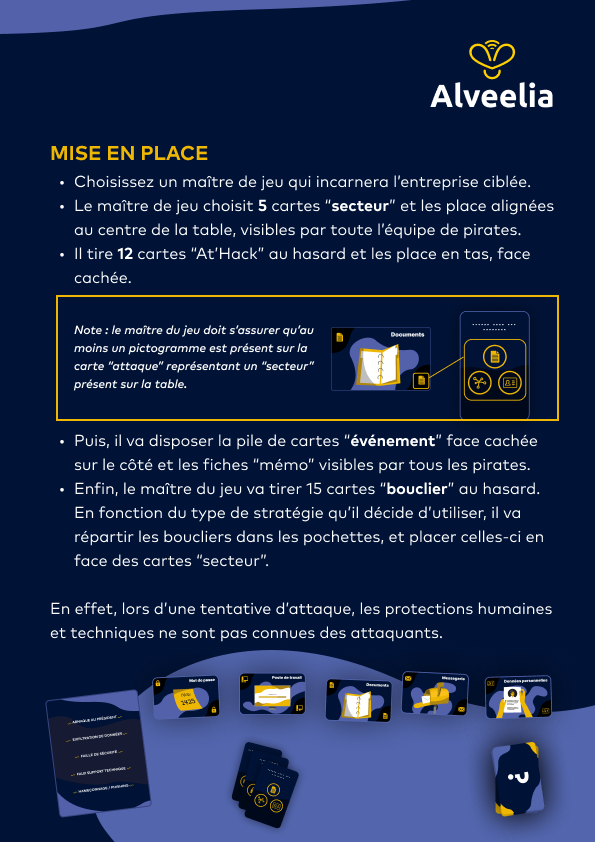 Alveelia
MISE EN PLACE
• Choisissez un maître de jeu qui incarnera l’entreprise ciblée.
• Le maître de jeu choisit 5 cartes “secteur” et les place alignées
au centre de la table, visibles par toute l’équipe de pirates.
• Il tire 12 cartes “At’Hack” au hasard et les place en tas, face
cachée.
Note : le maître du jeu doit s’assurer qu’au
moins un pictogramme est présent sur la
carte “attaque” représentant un “secteur”
présent sur la table.
Documents
• Puis, il va disposer la pile de cartes “événement” face cachée
sur le côté et les fiches “mémo” visibles par tous les pirates.
• Enfin, le maître du jeu va tirer 15 cartes “bouclier” au hasard.
En fonction du type de stratégie qu’il décide d’utiliser, il va
répartir les boucliers dans les pochettes, et placer celles-ci en
face des cartes “secteur”.
En effet, lors d’une tentative d’attaque, les protections humaines
et techniques ne sont pas connues des attaquants.
Mot de passe
1425
Poste de travail
Documents
Messagerie
Données personnelles
ARNAQUE AU PRÉSIDENT
EXFILTRATION DE DONNÉES
FAILLE DE SÉCURITÉ
FAUX SUPPORT TECHNIQUE
HAMEÇONNAGE / PHISHING